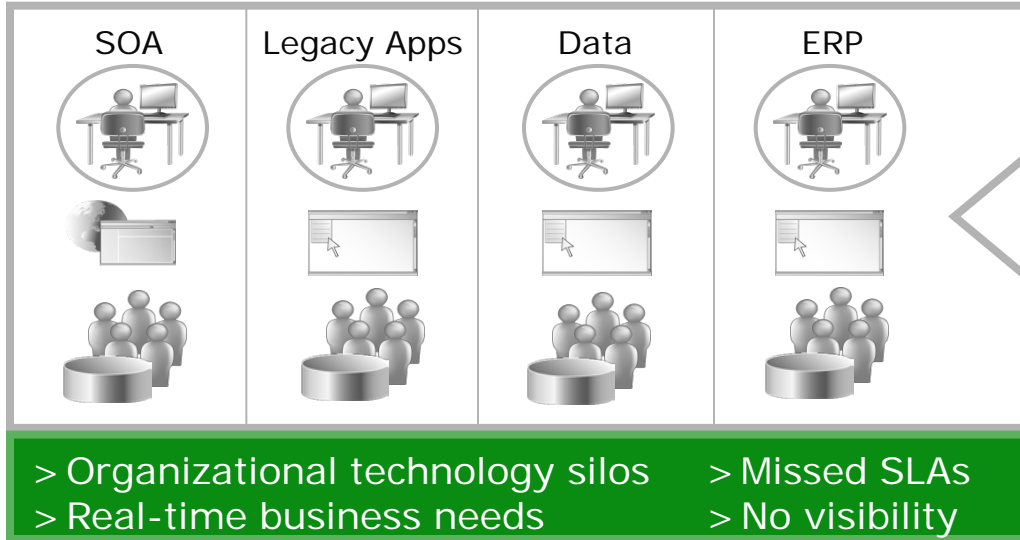 SOA Legacy Apps Data ERP
> Organizational technology silos > Missed SLAs
> Real-time business needs > No visibility